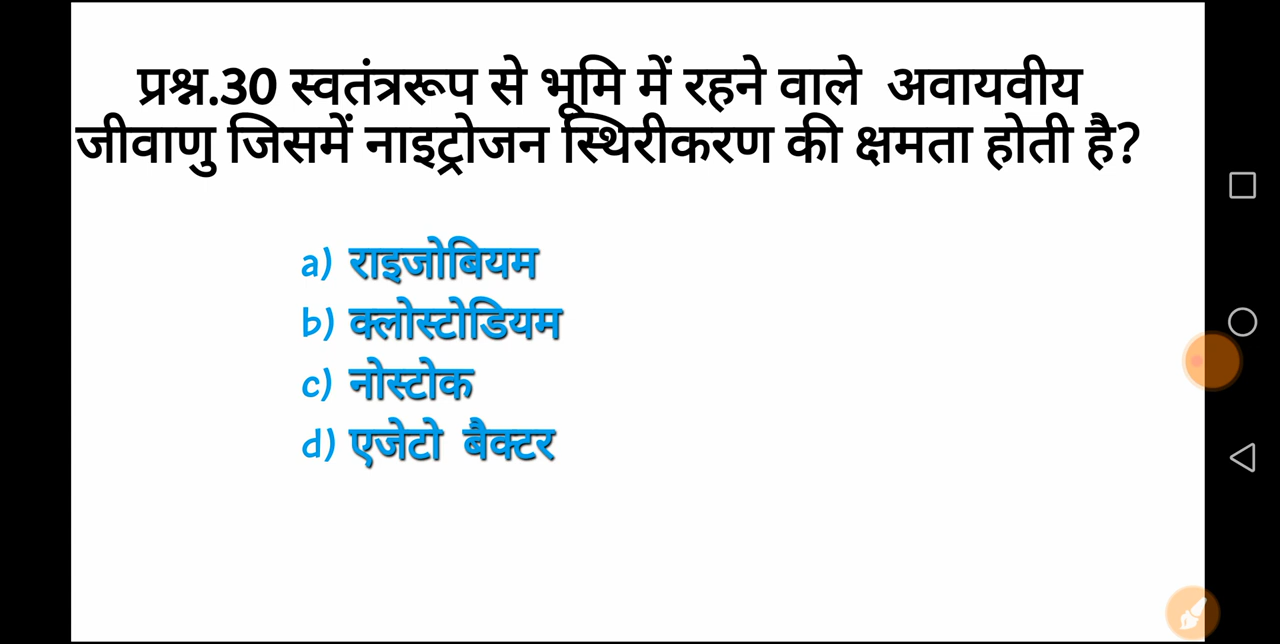 प्रश्न.30 स्वतंत्ररूप से भूमि में रहने वाले अवायवीय
जीवाणु जिसमें नाइट्रोजन स्थिरीकरण की क्षमता होती है?
a) राइजोबियम
b) क्लोस्टोडियम
c) नोस्टोक
d) एजेटो बैक्टर